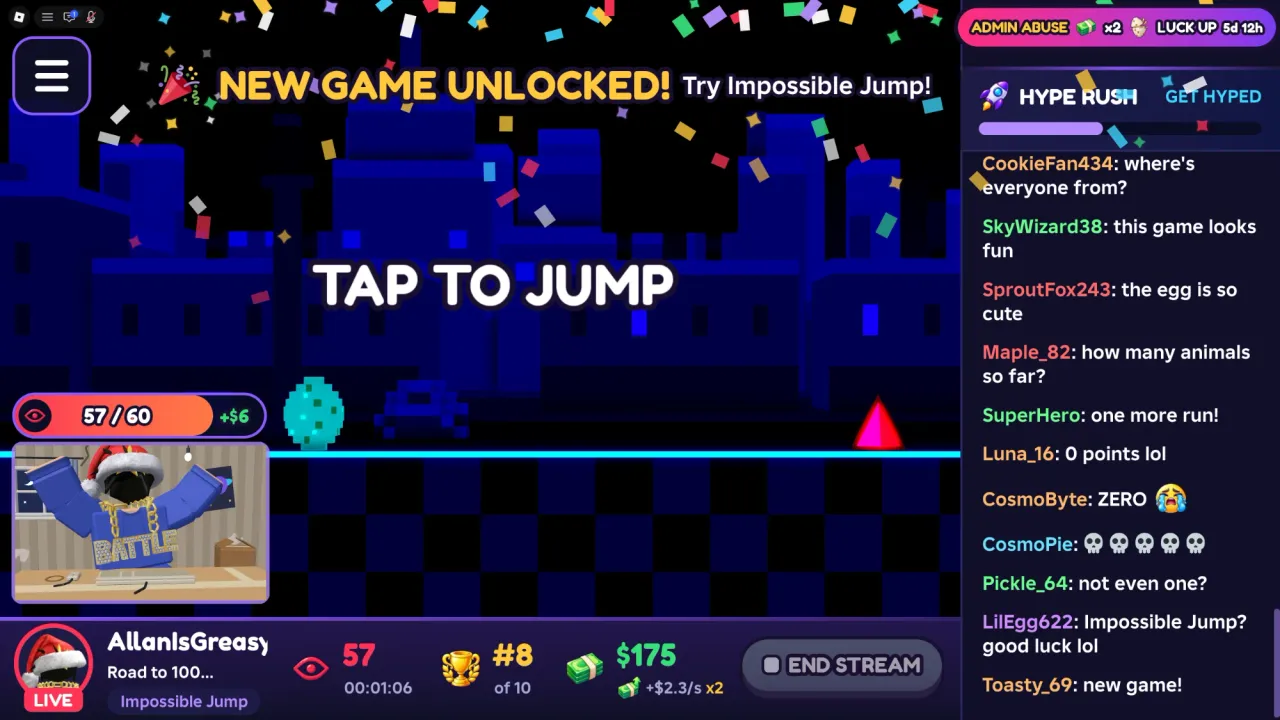 ADMIN ABUSE x2 LUCK UP 5d 12h
NEW GAME UNLOCKED! Try Impossible Jump!
HYPE RUSH GET HYPED
TAP TO JUMP
57 / 60 +$6
BATTLE
LIVE
AllanIsGreasy
Road to 100...
Impossible Jump
57
00:01:06
#8
of 10
$175
+$2.3/s x2
END STREAM
CookieFan434: where's
everyone from?
SkyWizard38: this game looks
fun
SproutFox243: the egg is so
cute
Maple_82: how many animals
so far?
SuperHero: one more run!
Luna_16: 0 points lol
CosmoByte: ZERO 😭
CosmoPie: 💀💀💀💀💀
Pickle_64: not even one?
LilEgg622: Impossible Jump?
good luck lol
Toasty_69: new game!